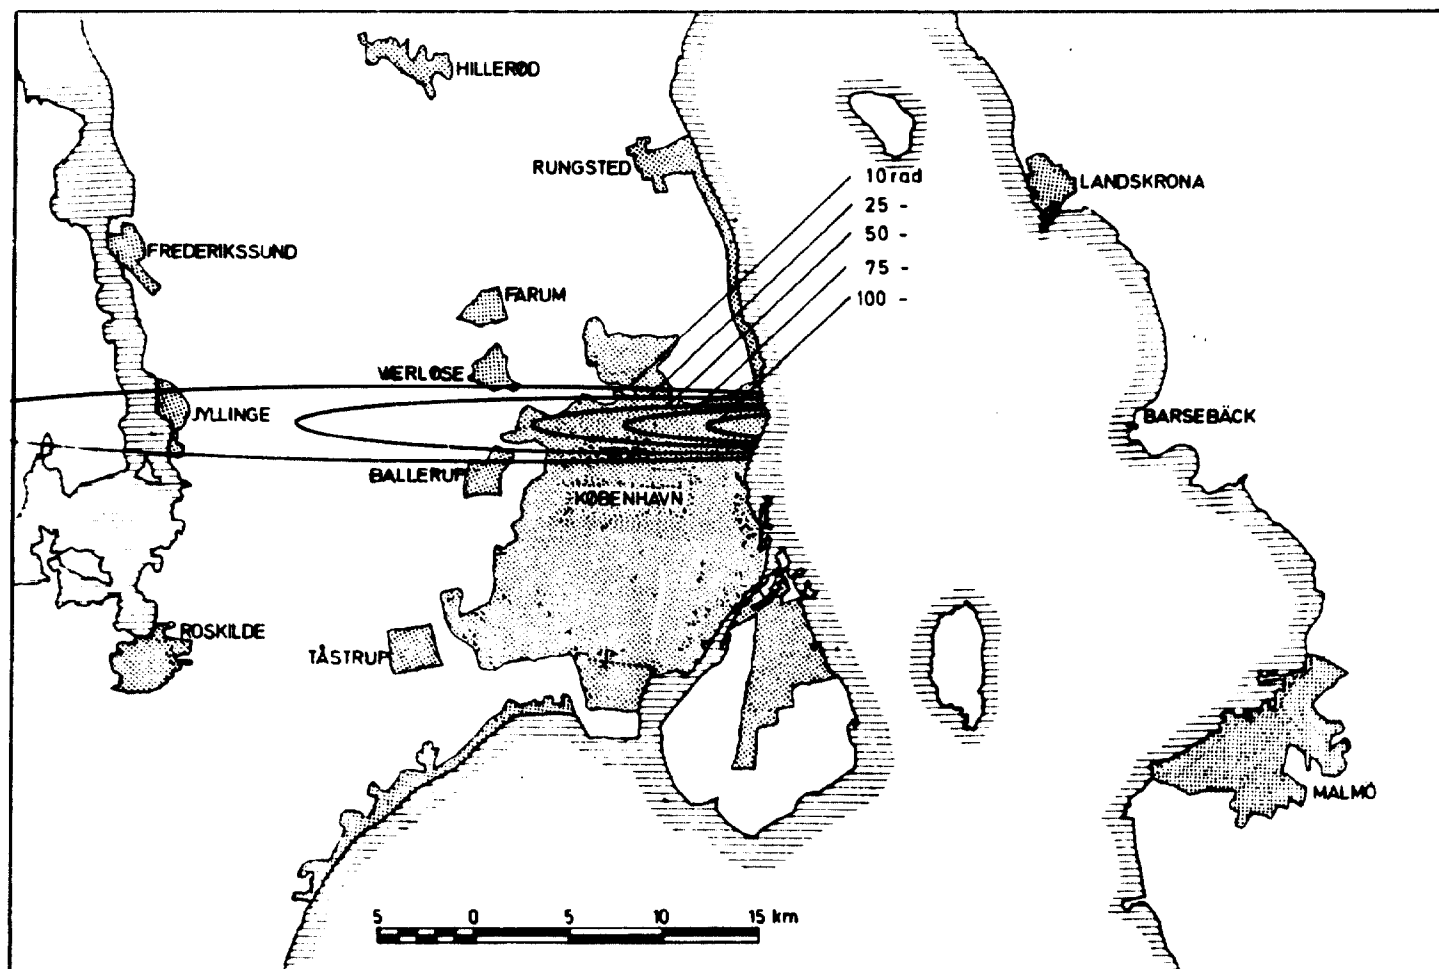 HILLERØD
RUNGSTED
10 rad
LANDSKRONA
25 -
50 -
FREDERIKSSUND
75 -
FARUM
100 -
VÆRLØSE
JYLLINGE
BARSEBÄCK
BALLERUP
KØBENHAVN
ROSKILDE
TÅSTRUP
MALMÖ
5 0 5 10 15 km